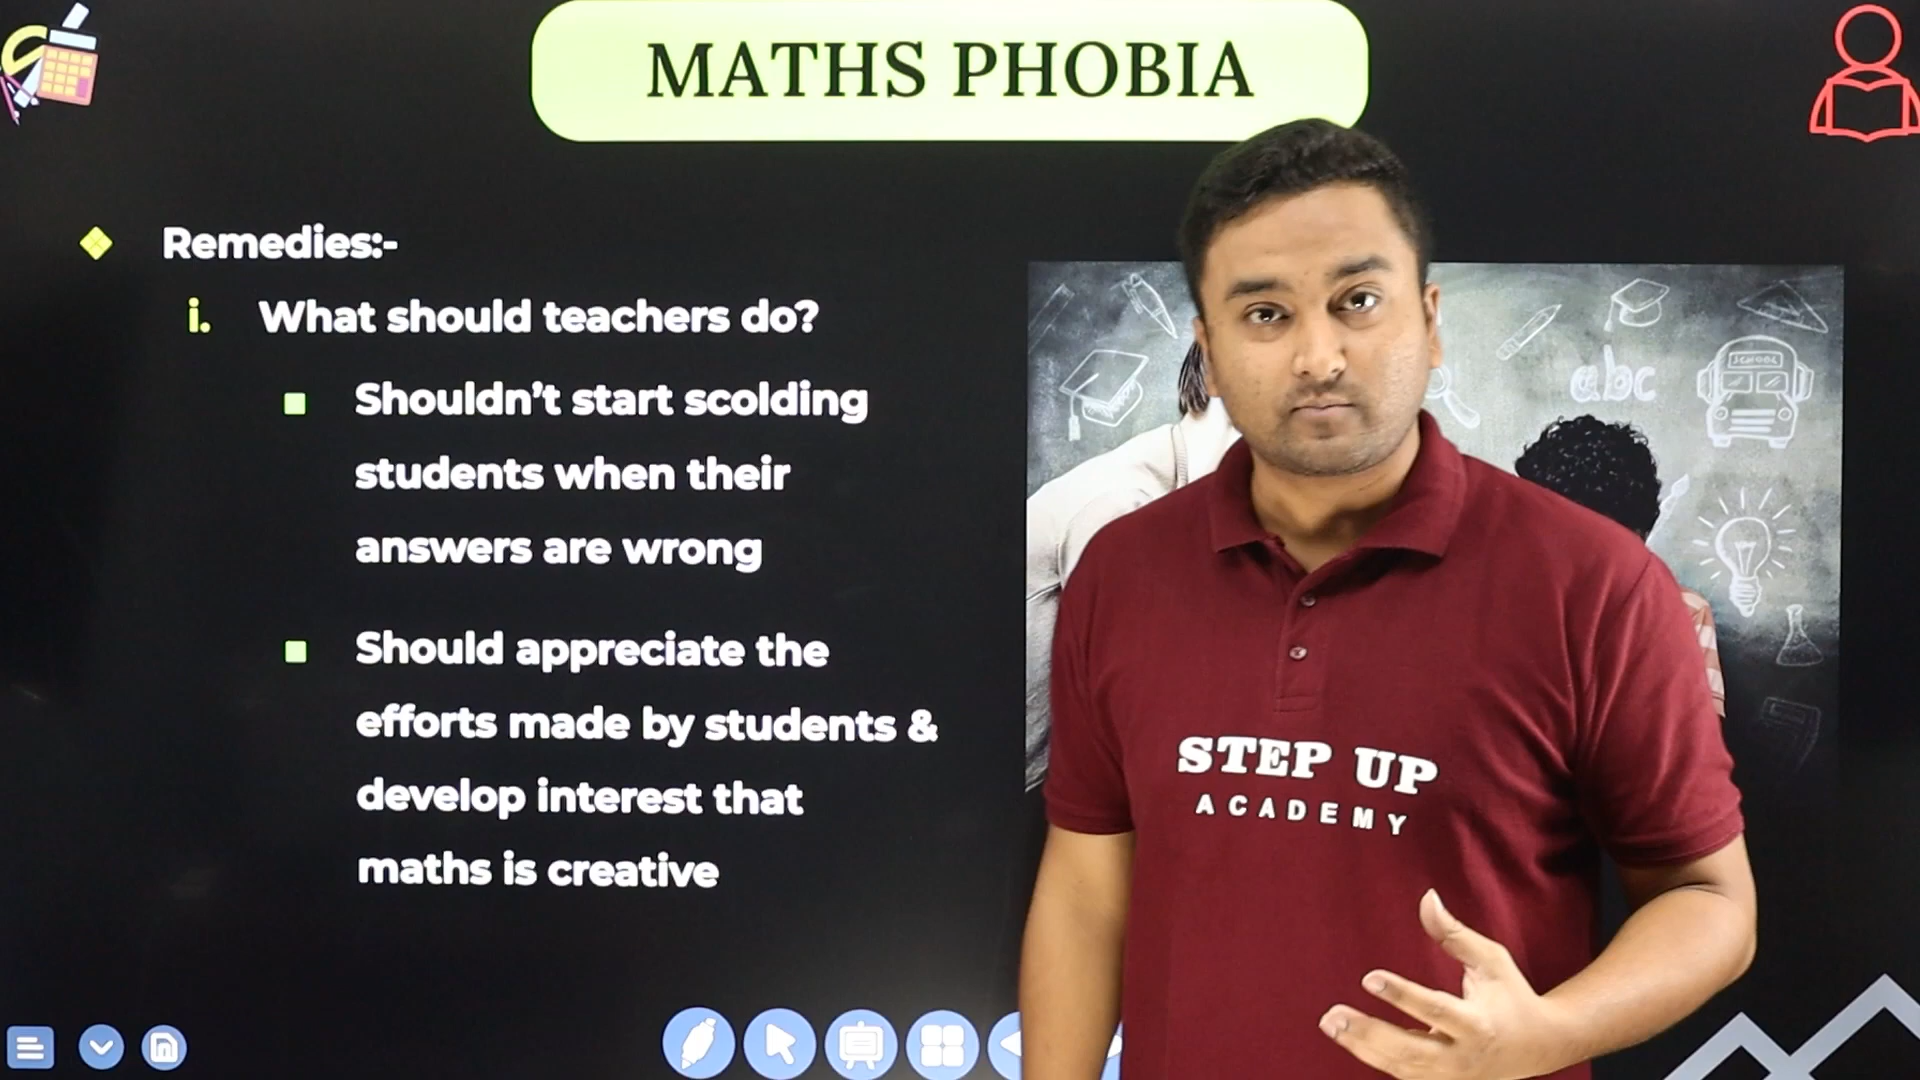 MATHS PHOBIA
Remedies:-
i. What should teachers do?
Shouldn't start scolding
students when their
answers are wrong
Should appreciate the
efforts made by students &
develop interest that
maths is creative
abc
SCHOOL
STEP UP
ACADEMY